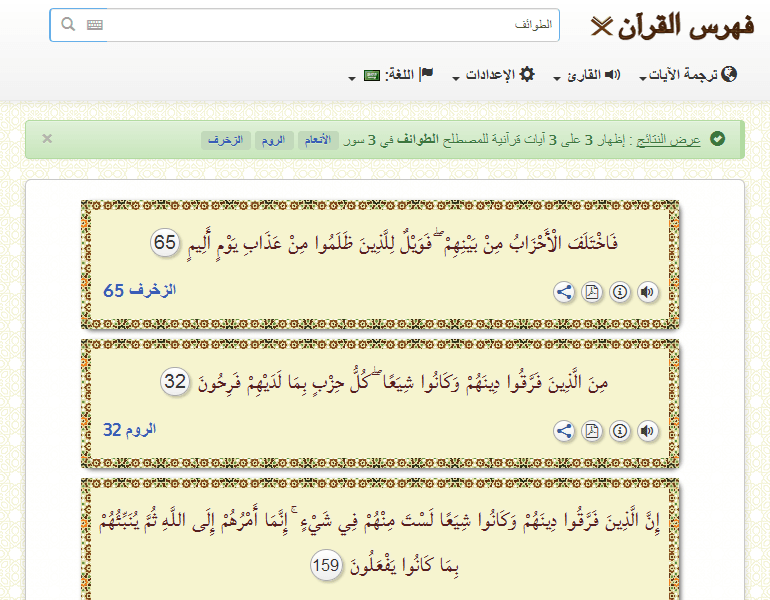 فهرس القرآن
الطوائف
ترجمة الآيات
القارئ
الإعدادات
اللغة:
عرض النتائج : إظهار 3 على 3 آيات قرآنية للمصطلح الطوائف في 3 سور الأنعام الروم الزخرف ×
فَاخْتَلَفَ الْأَحْزَابُ مِنْ بَيْنِهِمْ ۖ فَوَيْلٌ لِلَّذِينَ ظَلَمُوا مِنْ عَذَابِ يَوْمٍ أَلِيمٍ 65
الزخرف 65
مِنَ الَّذِينَ فَرَّقُوا دِينَهُمْ وَكَانُوا شِيَعًا ۖ كُلُّ حِزْبٍ بِمَا لَدَيْهِمْ فَرِحُونَ 32
الروم 32
إِنَّ الَّذِينَ فَرَّقُوا دِينَهُمْ وَكَانُوا شِيَعًا لَسْتَ مِنْهُمْ فِي شَيْءٍ ۚ إِنَّمَا أَمْرُهُمْ إِلَى اللَّهِ ثُمَّ يُنَبِّئُهُمْ
بِمَا كَانُوا يَفْعَلُونَ 159